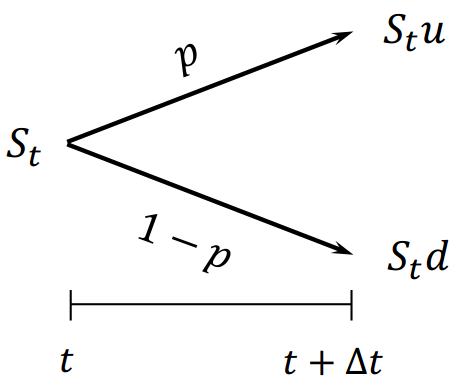 S_t u
p
S_t
1 − p
S_t d
t
t + Δt